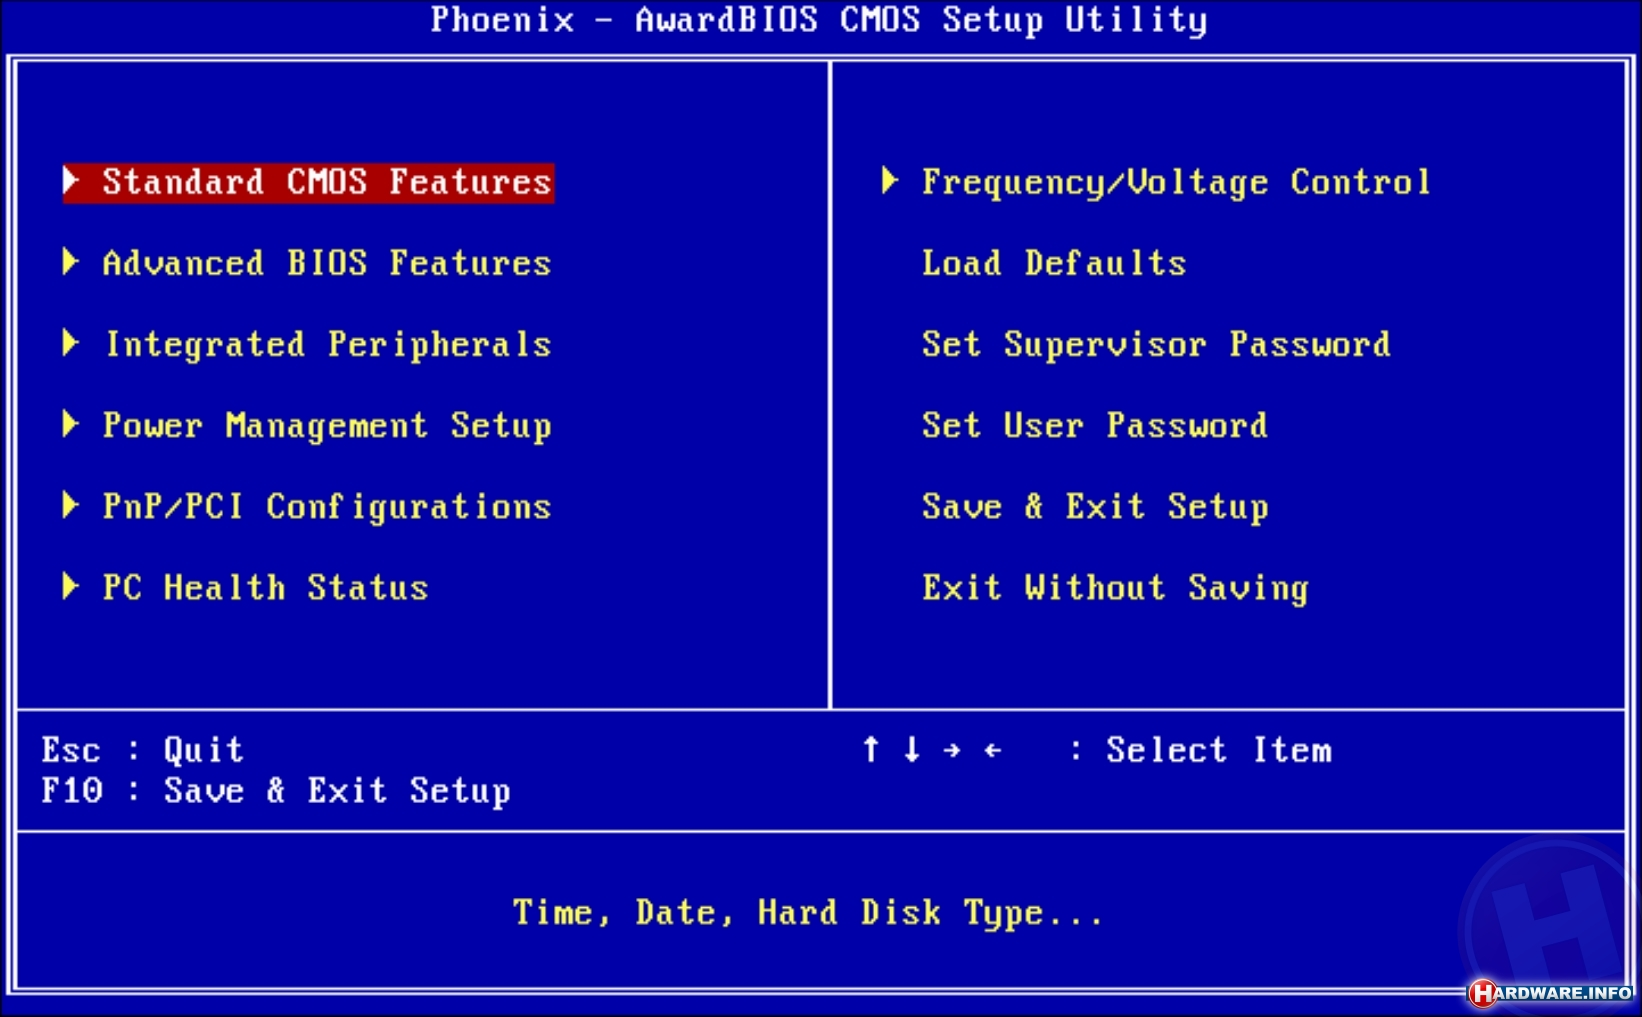 Phoenix - AwardBIOS CMOS Setup Utility
Standard CMOS Features
Advanced BIOS Features
Integrated Peripherals
Power Management Setup
PnP/PCI Configurations
PC Health Status
Frequency/Voltage Control
Load Defaults
Set Supervisor Password
Set User Password
Save & Exit Setup
Exit Without Saving
Esc : Quit
F10 : Save & Exit Setup
↑ ↓ → ← : Select Item
Time, Date, Hard Disk Type...
HARDWARE.INFO